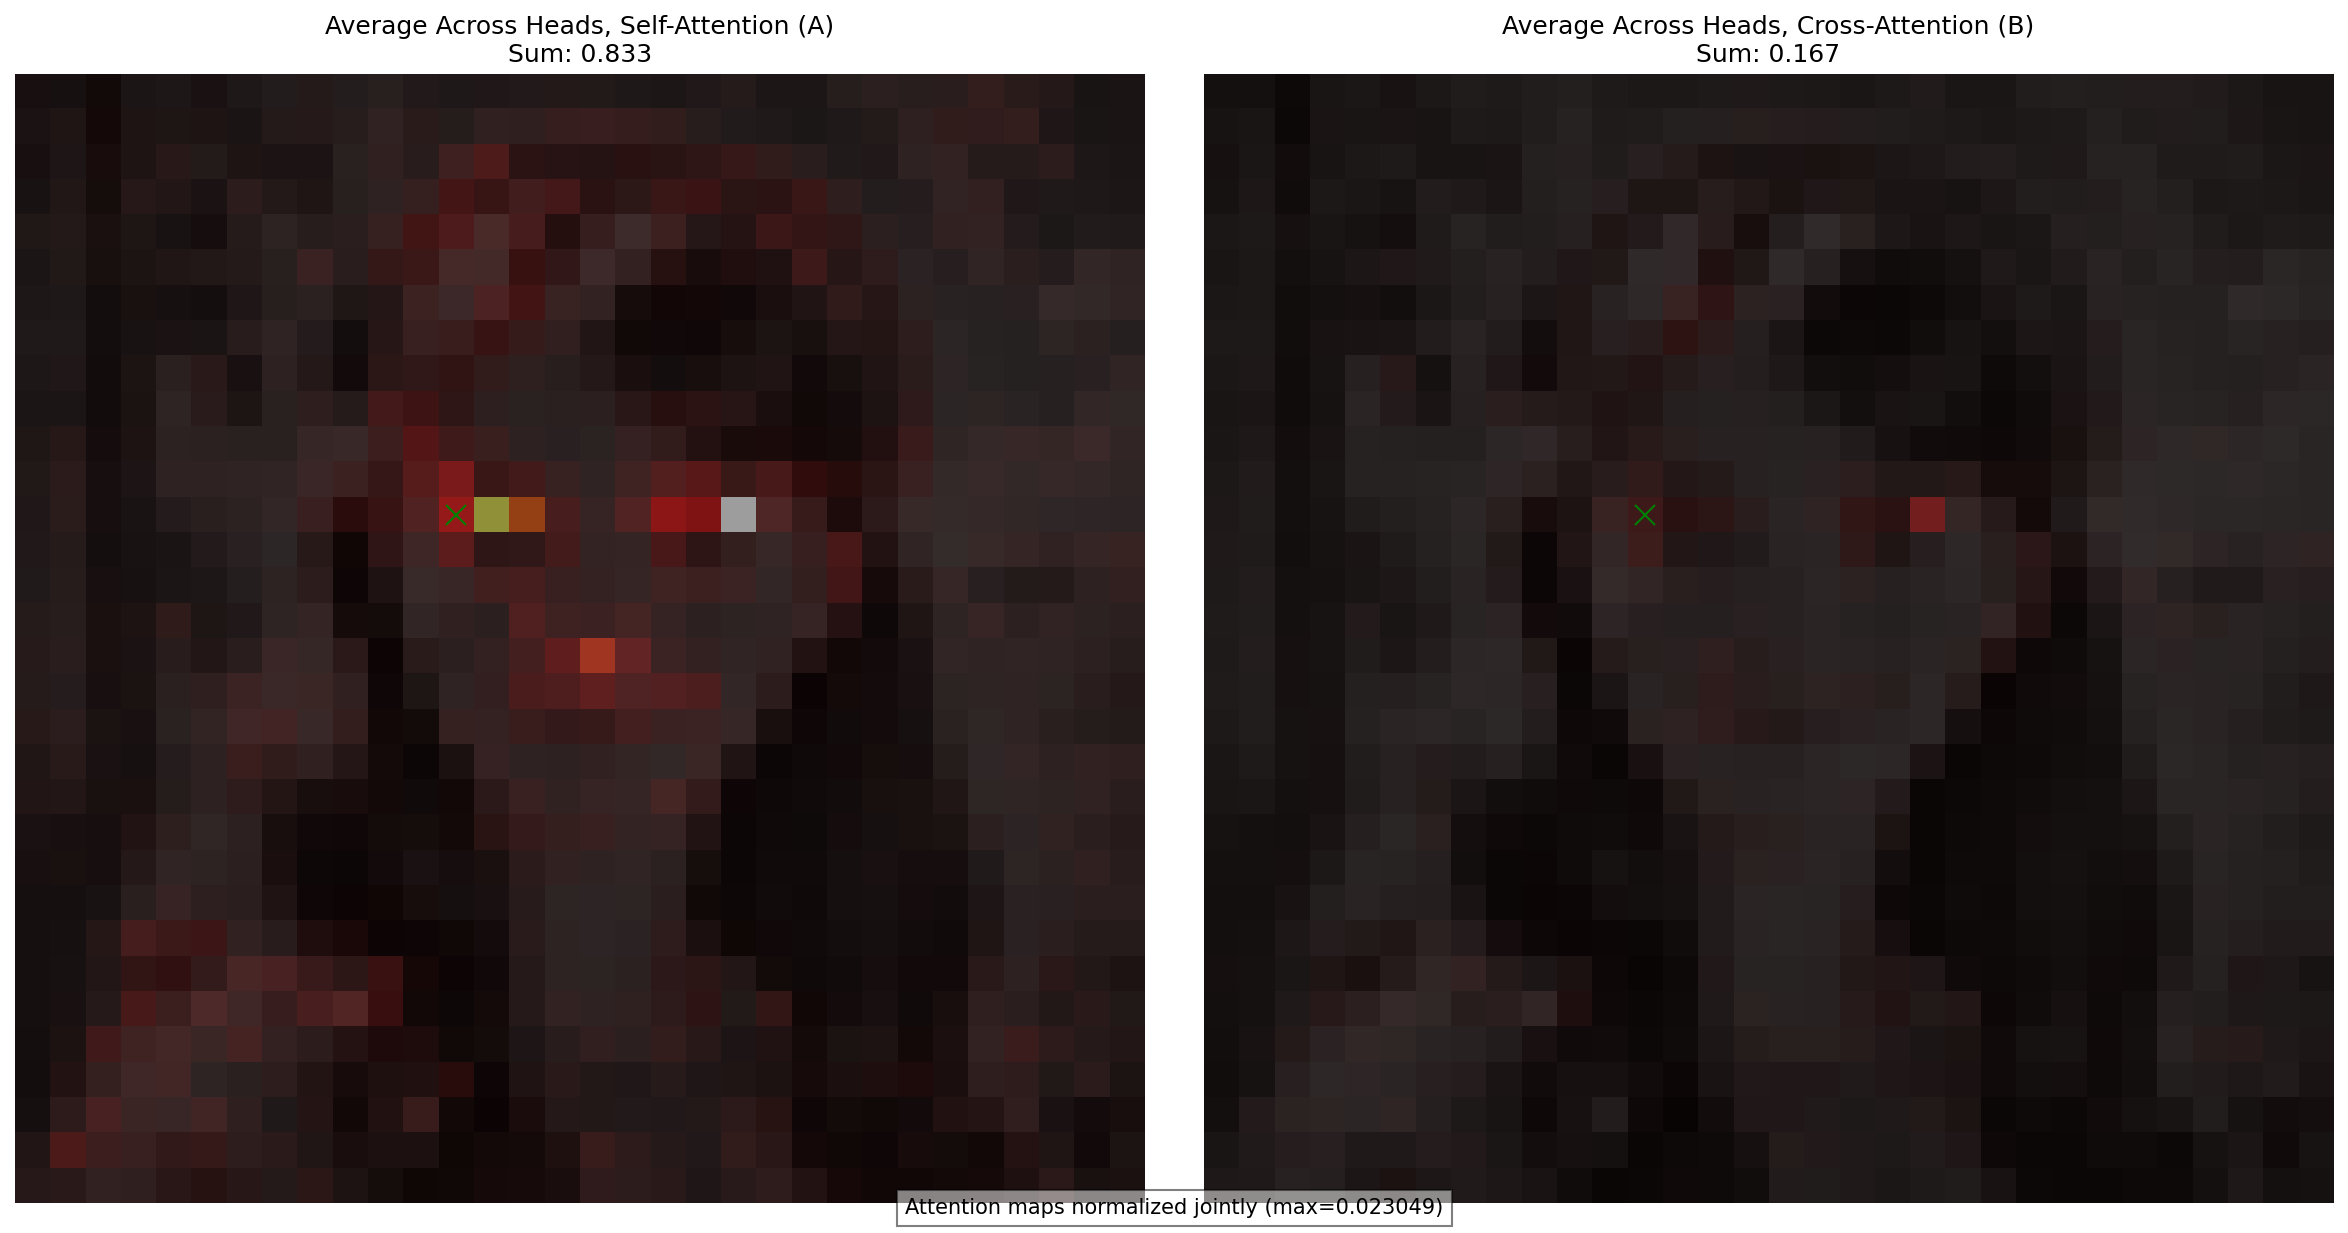 Average Across Heads, Self-Attention (A)
Sum: 0.833
Average Across Heads, Cross-Attention (B)
Sum: 0.167
Attention maps normalized jointly (max=0.023049)